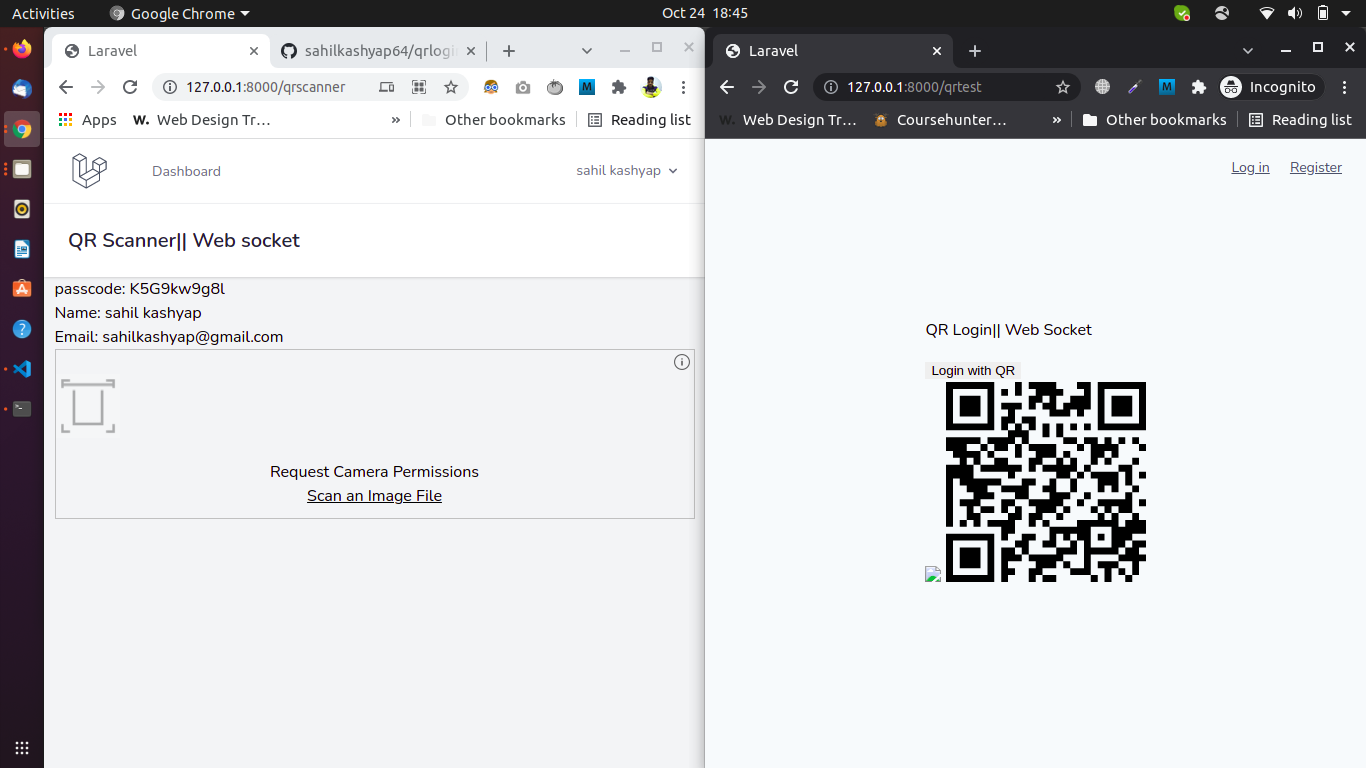 Activities
Google Chrome
Oct 24 18:45
Laravel
sahilkashyap64/qrlogi
127.0.0.1:8000/qrscanner
Apps
W. Web Design Tr…
»
Other bookmarks
Reading list
Dashboard
sahil kashyap
QR Scanner|| Web socket
passcode: K5G9kw9g8l
Name: sahil kashyap
Email: sahilkashyap@gmail.com
Request Camera Permissions
Scan an Image File
Laravel
127.0.0.1:8000/qrtest
M
Incognito
W. Web Design Tr…
Coursehunter…
»
Other bookmarks
Reading list
Log in
Register
QR Login|| Web Socket
Login with QR